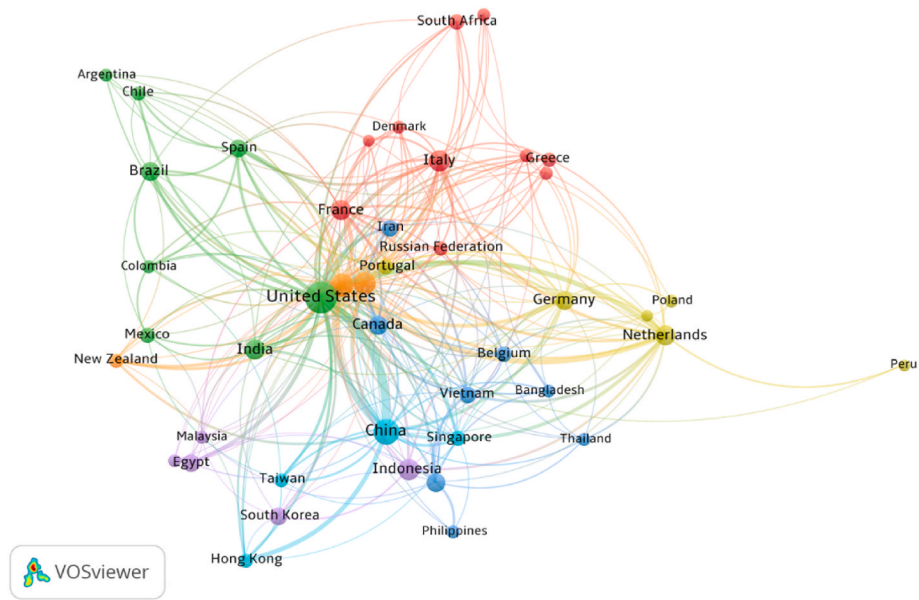 South Africa
Argentina
Chile
Denmark
Spain
Italy
Greece
Brazil
France
Iran
Russian Federation
Colombia
Portugal
United States
Germany
Poland
Canada
Mexico
Netherlands
India
New Zealand
Belgium
Peru
Vietnam
Bangladesh
China
Malaysia
Singapore
Thailand
Egypt
Indonesia
Taiwan
South Korea
Philippines
Hong Kong
VOSviewer